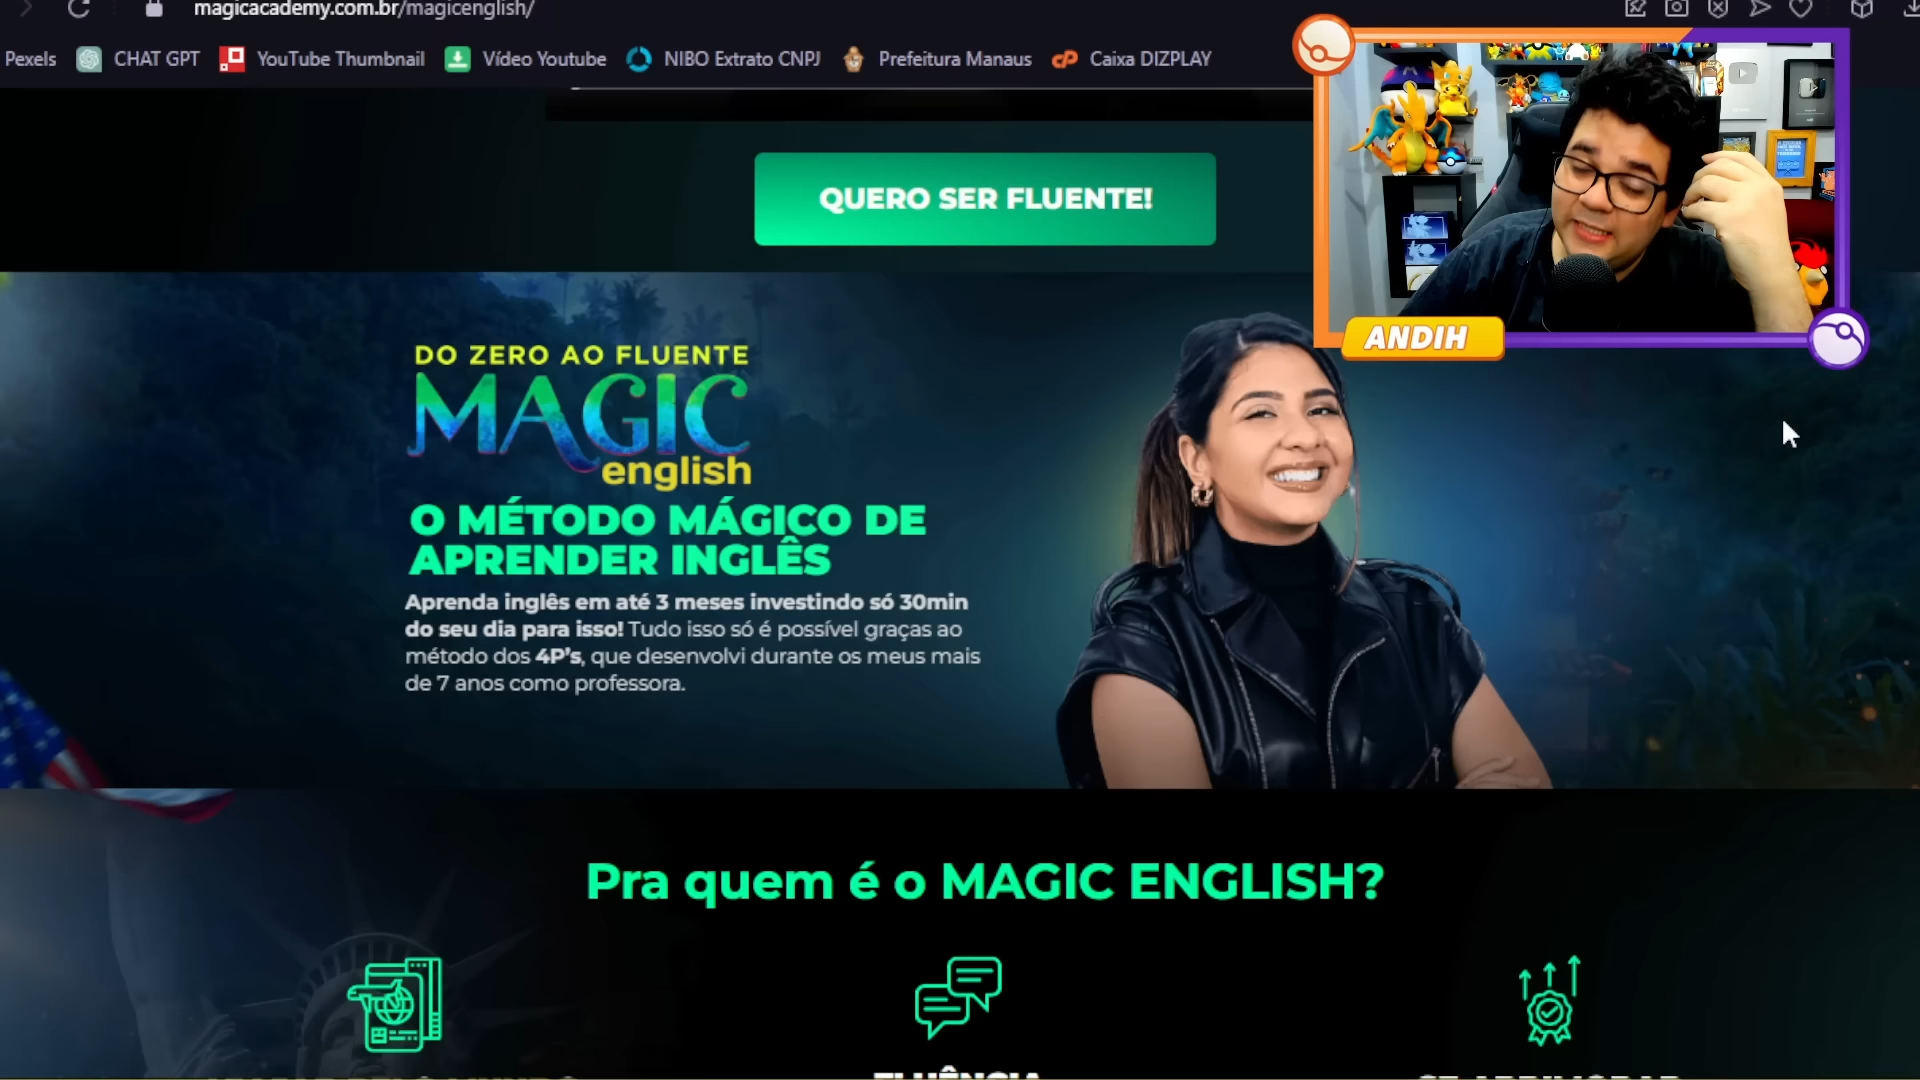 magicacademy.com.br/magicenglish/
Pexels CHAT GPT YouTube Thumbnail Vídeo Youtube NIBO Extrato CNPJ Prefeitura Manaus Caixa DIZPLAY
QUERO SER FLUENTE!
ANDIH
DO ZERO AO FLUENTE
MAGIC
english
O MÉTODO MÁGICO DE
APRENDER INGLÊS
Aprenda inglês em até 3 meses investindo só 30min
do seu dia para isso! Tudo isso só é possível graças ao
método dos 4P's, que desenvolvi durante os meus mais
de 7 anos como professora.
Pra quem é o MAGIC ENGLISH?
FLUÊNCIA